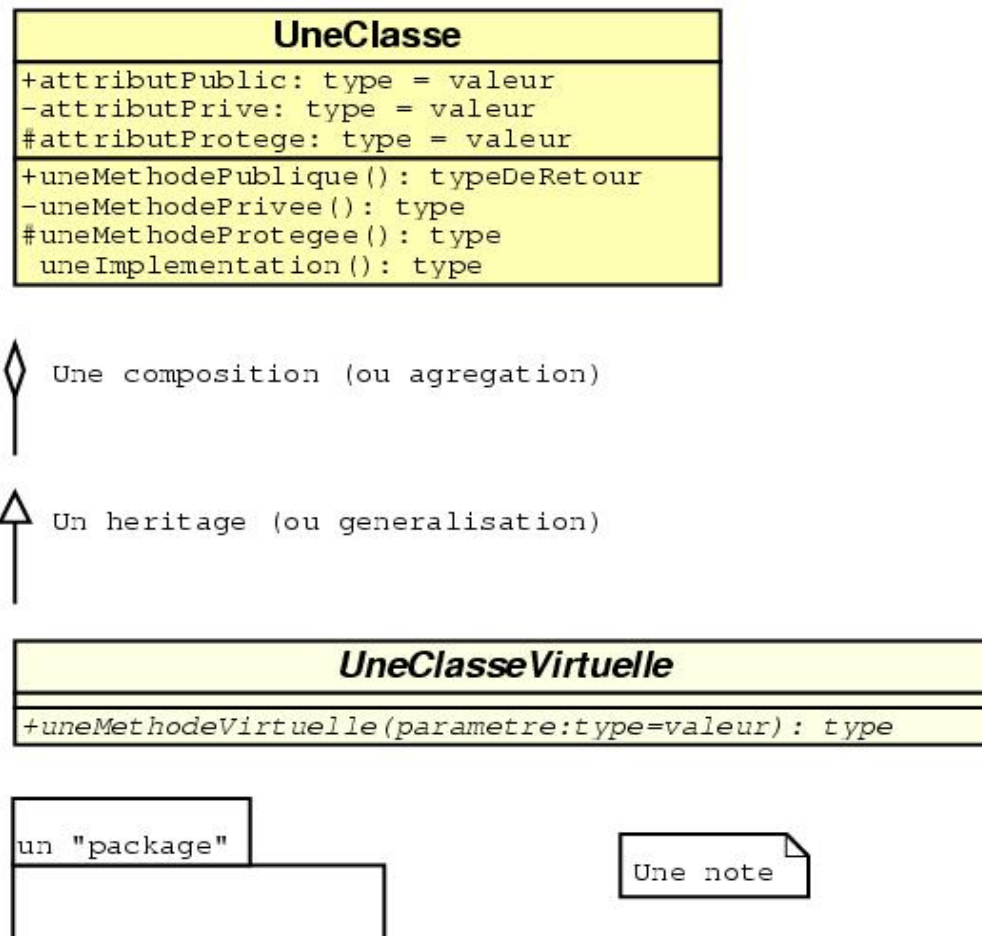 UneClasse
+attributPublic: type = valeur
-attributPrive: type = valeur
#attributProtege: type = valeur
+uneMethodePublique(): typeDeRetour
-uneMethodePrivee(): type
#uneMethodeProtegee(): type
uneImplementation(): type
Une composition (ou agregation)
Un heritage (ou generalisation)
UneClasseVirtuelle
+uneMethodeVirtuelle(parametre:type=valeur): type
un "package"
Une note